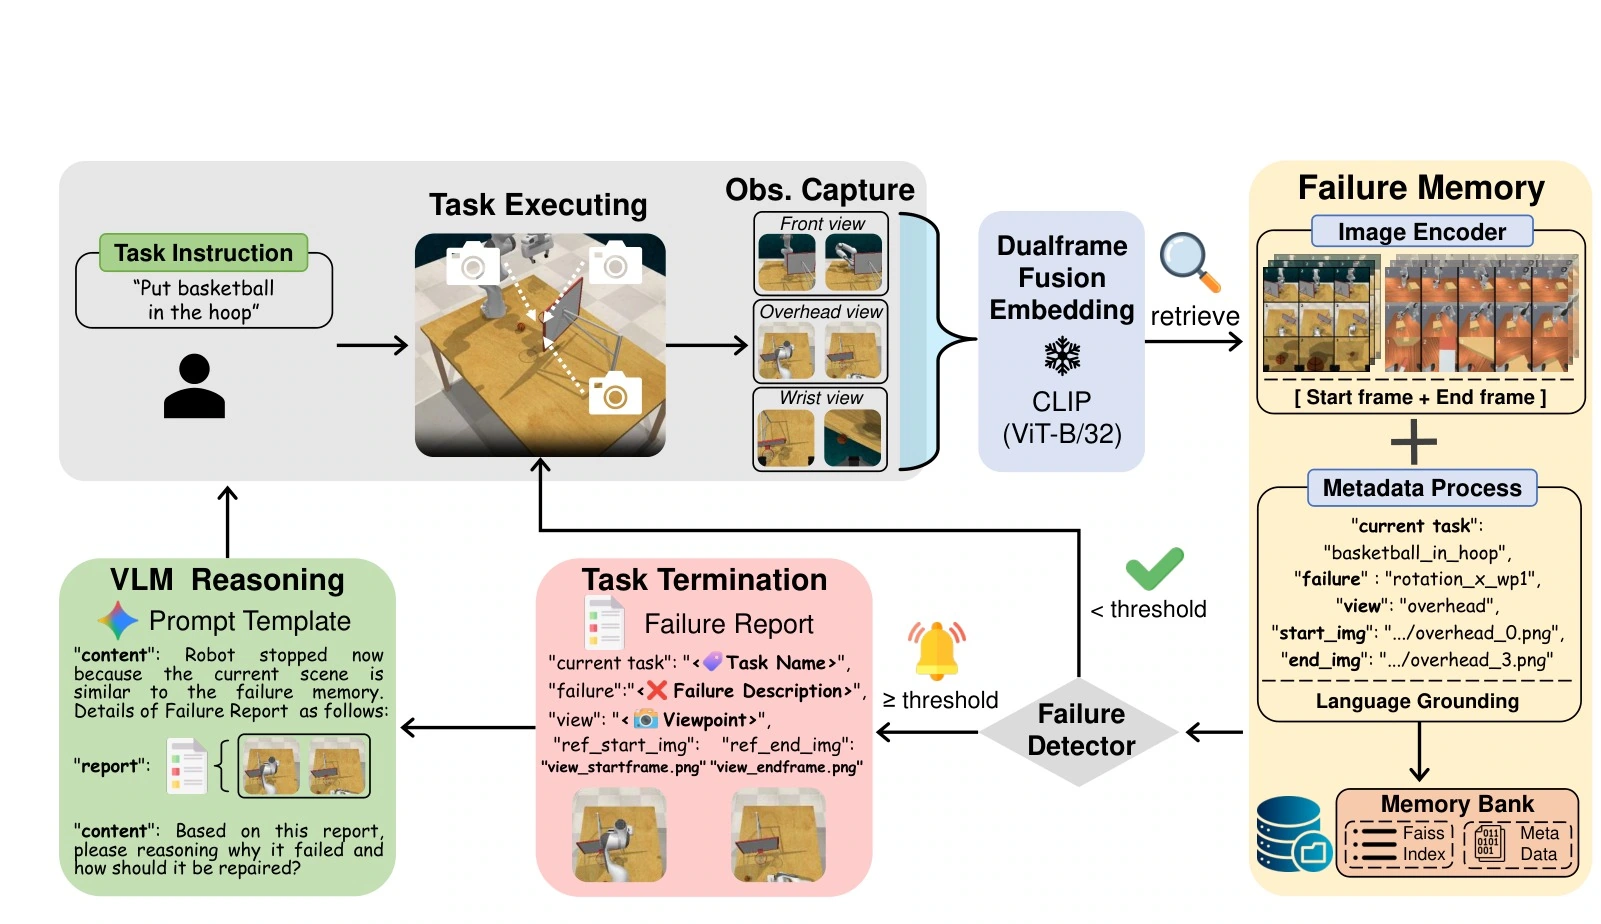 Task Instruction
“Put basketball
in the hoop”
Task Executing
Obs. Capture
Front view
Overhead view
Wrist view
Dualframe
Fusion
Embedding
CLIP
(ViT-B/32)
retrieve
Failure Memory
Image Encoder
[ Start frame + End frame ]
Metadata Process
"current task":
"basketball_in_hoop",
"failure" : "rotation_x_wp1",
"view": "overhead",
"start_img": ".../overhead_0.png",
"end_img": ".../overhead_3.png"
Language Grounding
Memory Bank
Faiss
Index
011
0101
001
Meta
Data
Failure
Detector
< threshold
≥ threshold
Task Termination
Failure Report
"current task": "< Task Name>",
"failure":"< Failure Description>",
"view": "< Viewpoint>",
"ref_start_img": "ref_end_img":
"view_startframe.png" "view_endframe.png"
VLM Reasoning
Prompt Template
"content": Robot stopped now
because the current scene is
similar to the failure memory.
Details of Failure Report as follows:
"report":
"content": Based on this report,
please reasoning why it failed and
how should it be repaired?